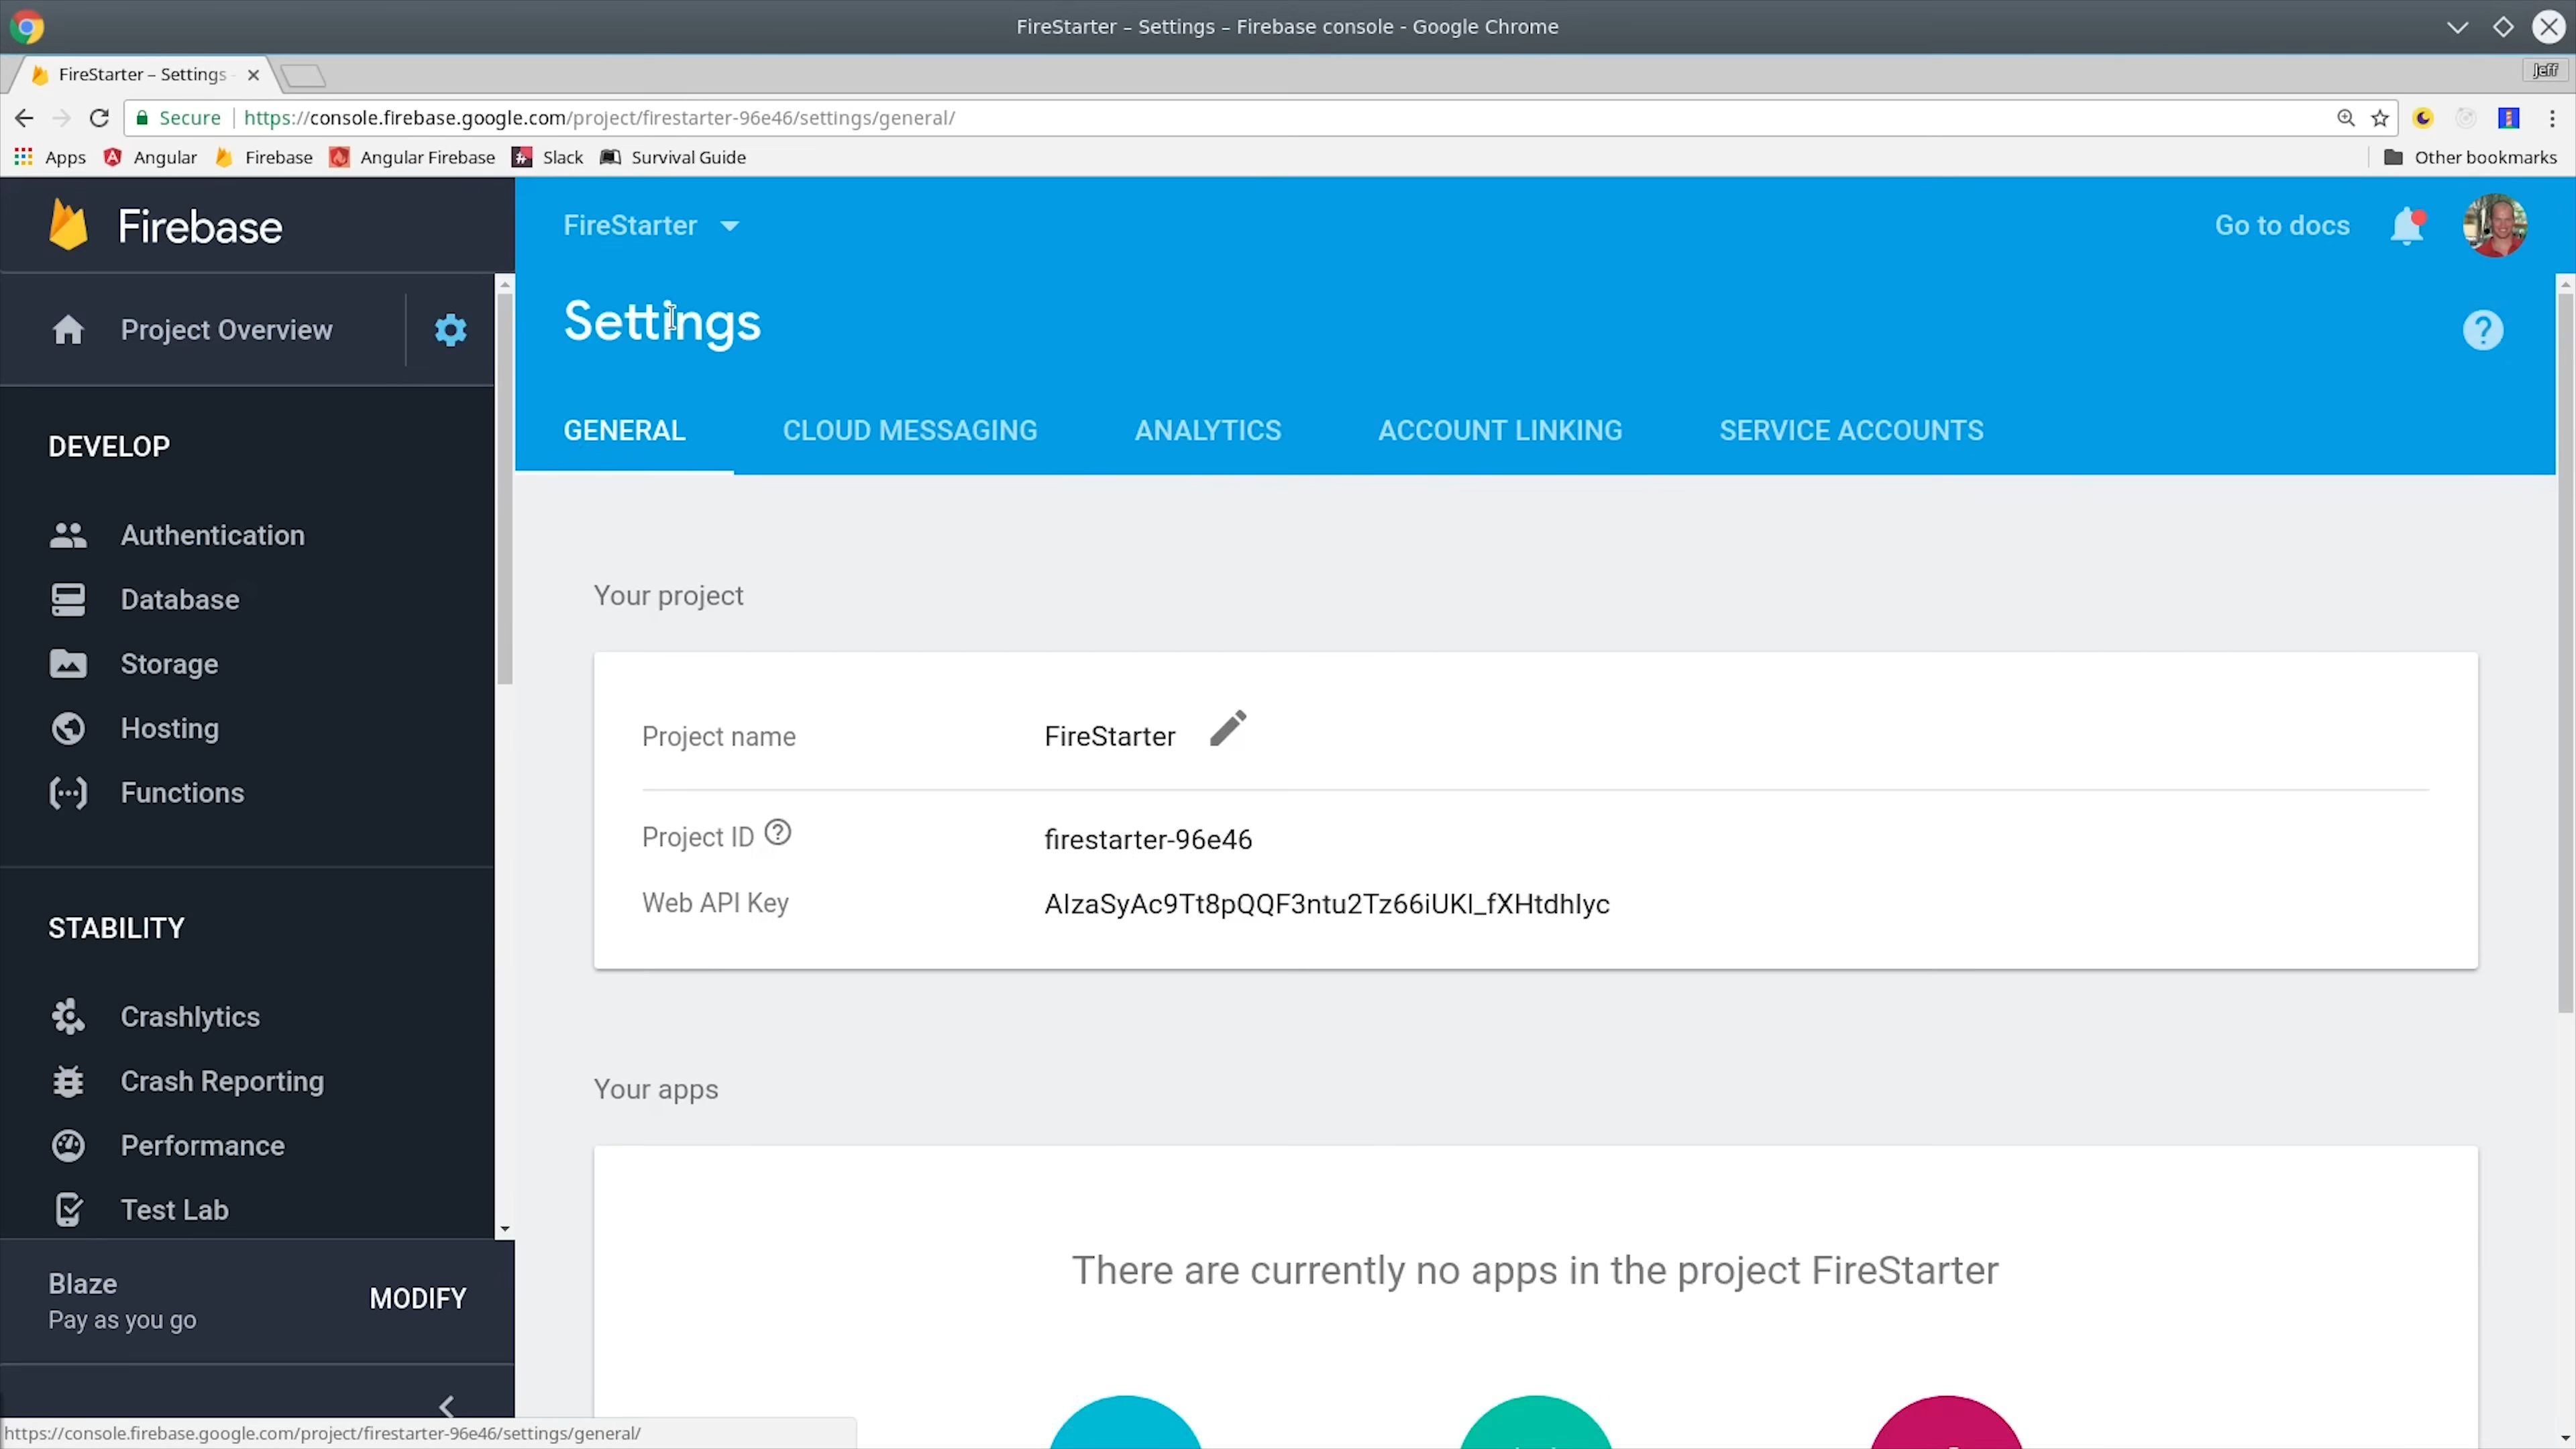 FireStarter – Settings – Firebase console - Google Chrome
FireStarter – Settings
Jeff
Secure
https://console.firebase.google.com/project/firestarter-96e46/settings/general/
Apps
Angular
Firebase
Angular Firebase
Slack
Survival Guide
Other bookmarks
Firebase
FireStarter
Go to docs
Project Overview
Settings
GENERAL
CLOUD MESSAGING
ANALYTICS
ACCOUNT LINKING
SERVICE ACCOUNTS
DEVELOP
Authentication
Database
Storage
Hosting
Functions
STABILITY
Crashlytics
Crash Reporting
Performance
Test Lab
Blaze
Pay as you go
MODIFY
Your project
Project name
FireStarter
Project ID
firestarter-96e46
Web API Key
AIzaSyAc9Tt8pQQF3ntu2Tz66iUKl_fXHtdhIyc
Your apps
There are currently no apps in the project FireStarter
https://console.firebase.google.com/project/firestarter-96e46/settings/general/